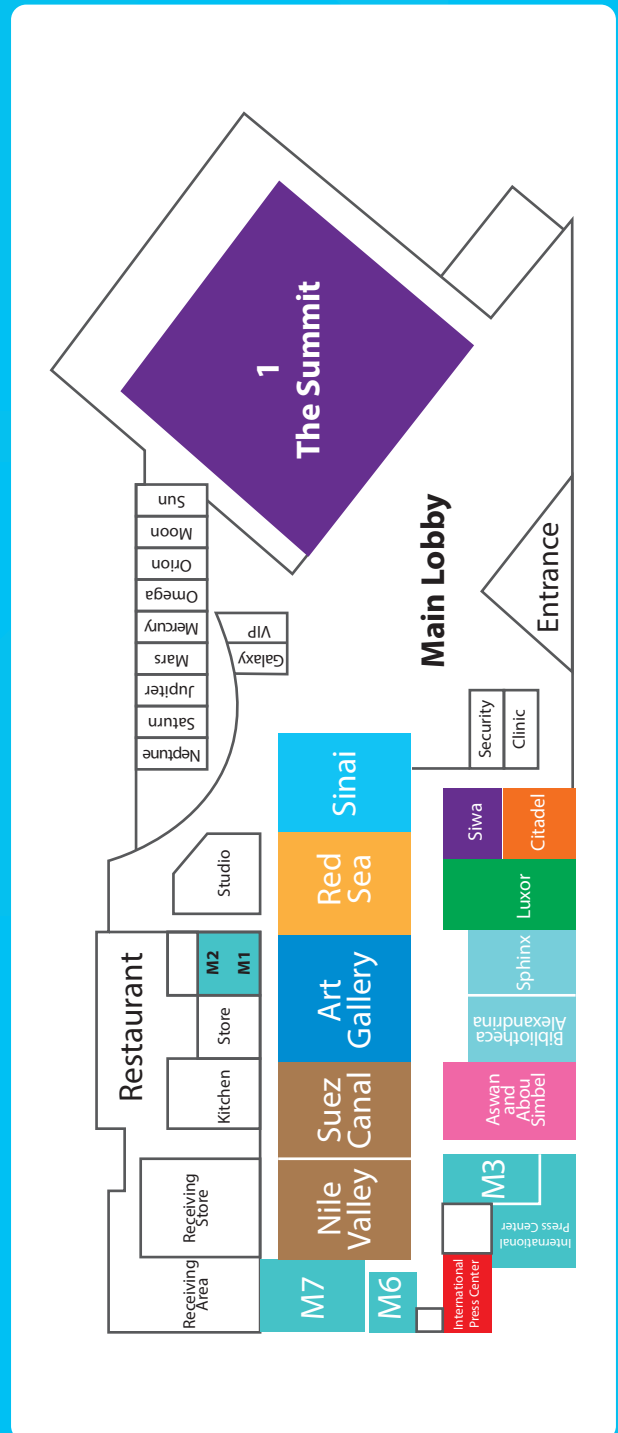 1
The Summit
Sun
Moon
Orion
Omega
Mercury
Mars
Jupiter
Saturn
Neptune
VIP
Galaxy
Main Lobby
Entrance
Security
Clinic
Sinai
Red
Sea
Art
Gallery
Suez
Canal
Nile
Valley
Siwa
Citadel
Luxor
Sphinx
Bibliotheca
Alexandrina
Aswan
and
Abou
Simbel
M3
International
Press Center
International
Press Center
M6
M7
Studio
M2
M1
Store
Restaurant
Kitchen
Receiving
Store
Receiving
Area